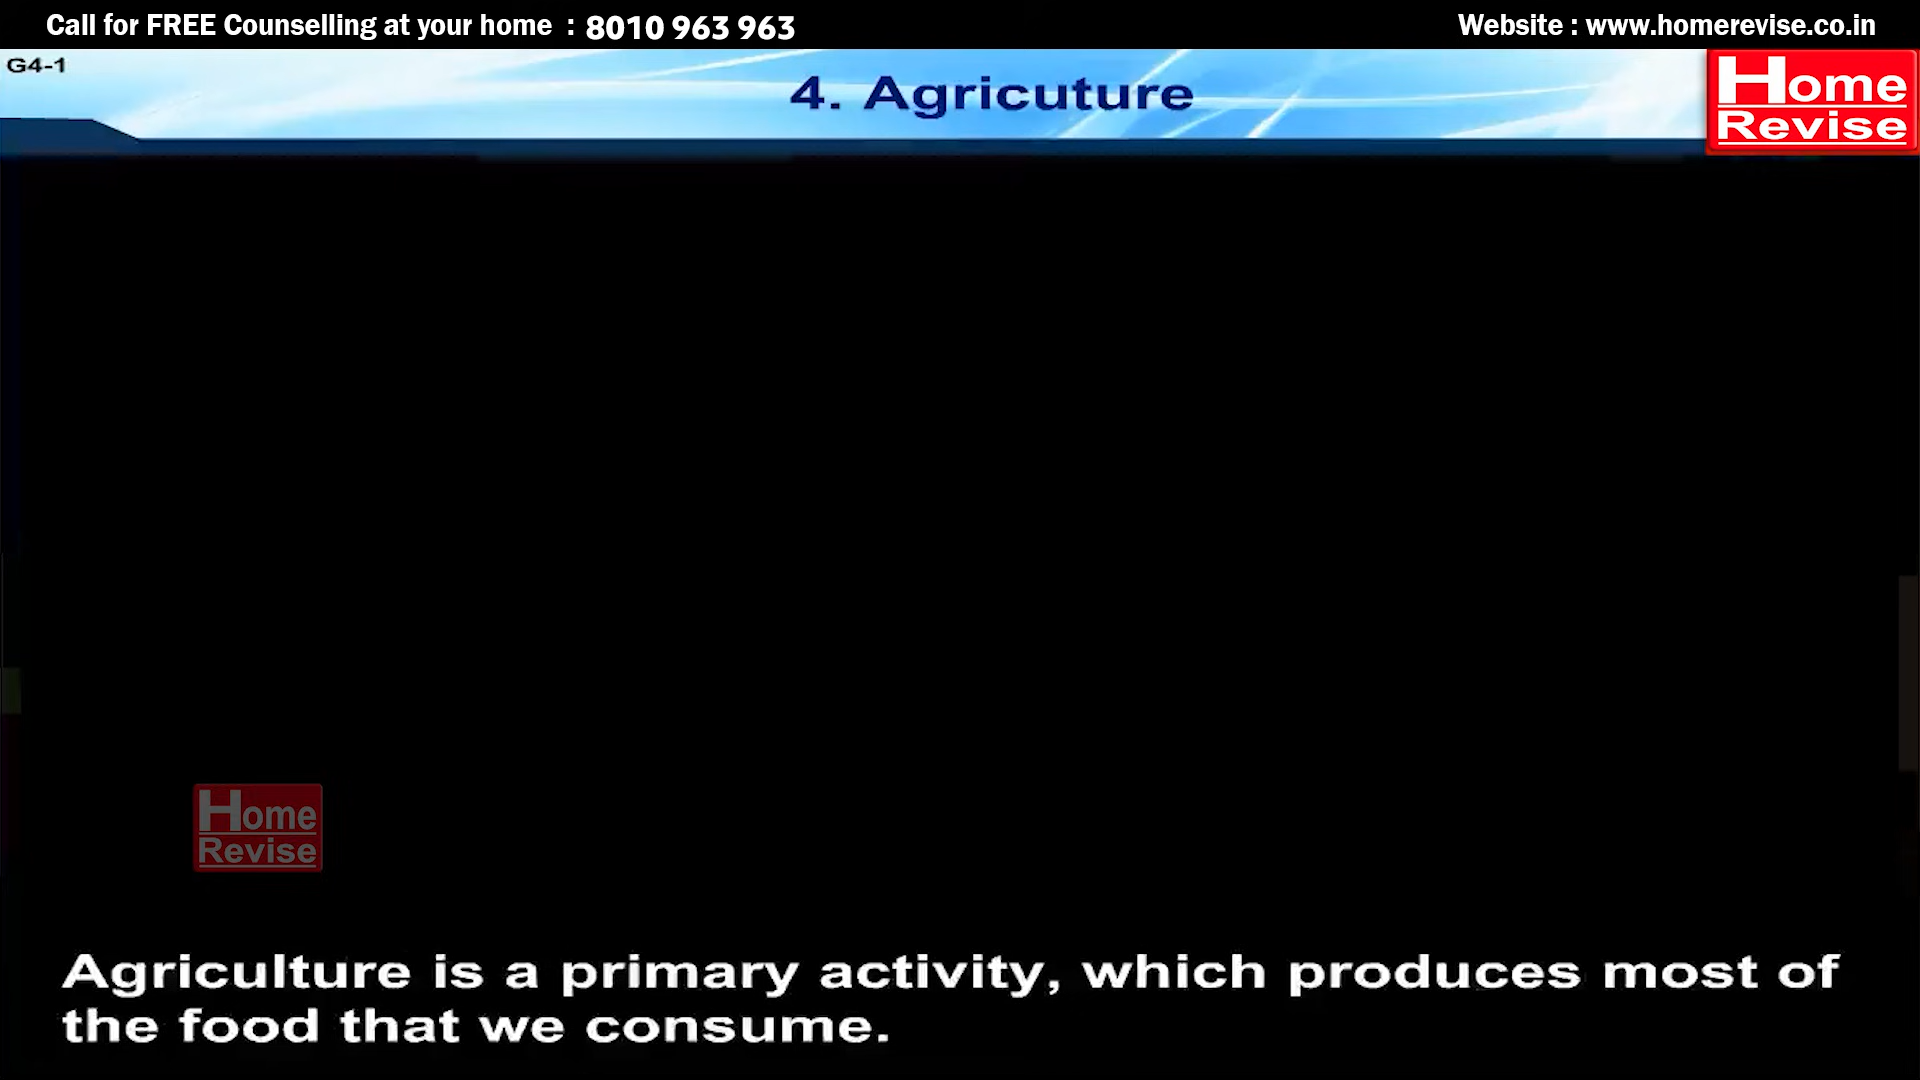 Call for FREE Counselling at your home : 8010 963 963
Website : www.homerevise.co.in
G4-1
4. Agricuture
Home
Revise
Home
Revise
Agriculture is a primary activity, which produces most of
the food that we consume.